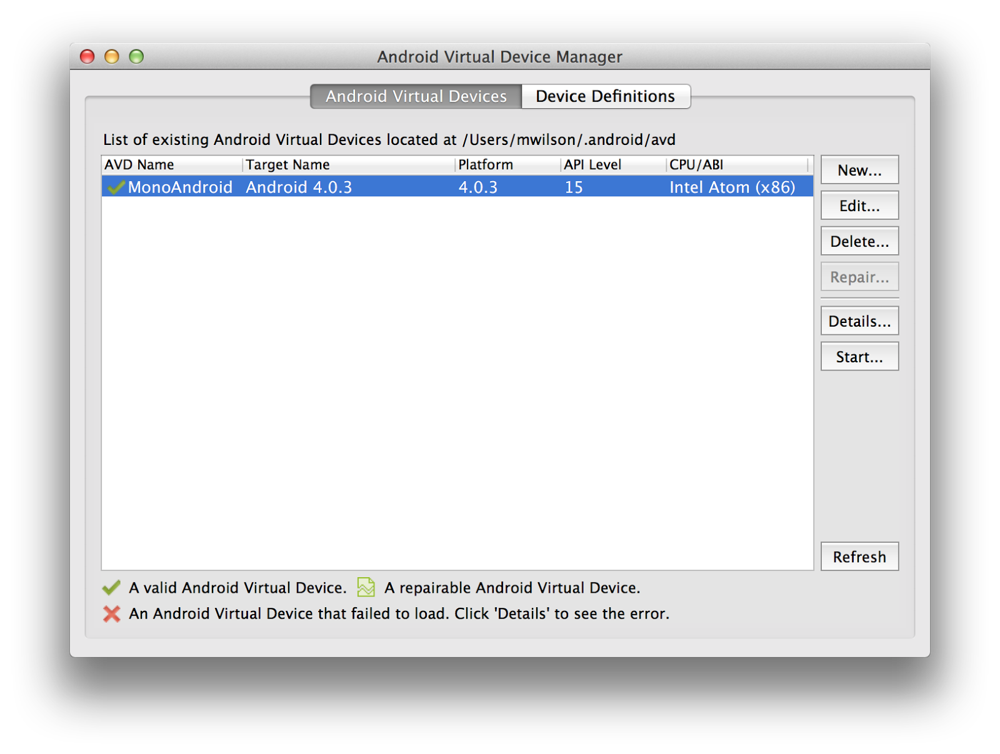 Android Virtual Device Manager
Android Virtual Devices Device Definitions
List of existing Android Virtual Devices located at /Users/mwilson/.android/avd
AVD Name Target Name Platform API Level CPU/ABI
MonoAndroid Android 4.0.3 4.0.3 15 Intel Atom (x86)
New...
Edit...
Delete...
Repair...
Details...
Start...
Refresh
A valid Android Virtual Device. A repairable Android Virtual Device.
An Android Virtual Device that failed to load. Click 'Details' to see the error.